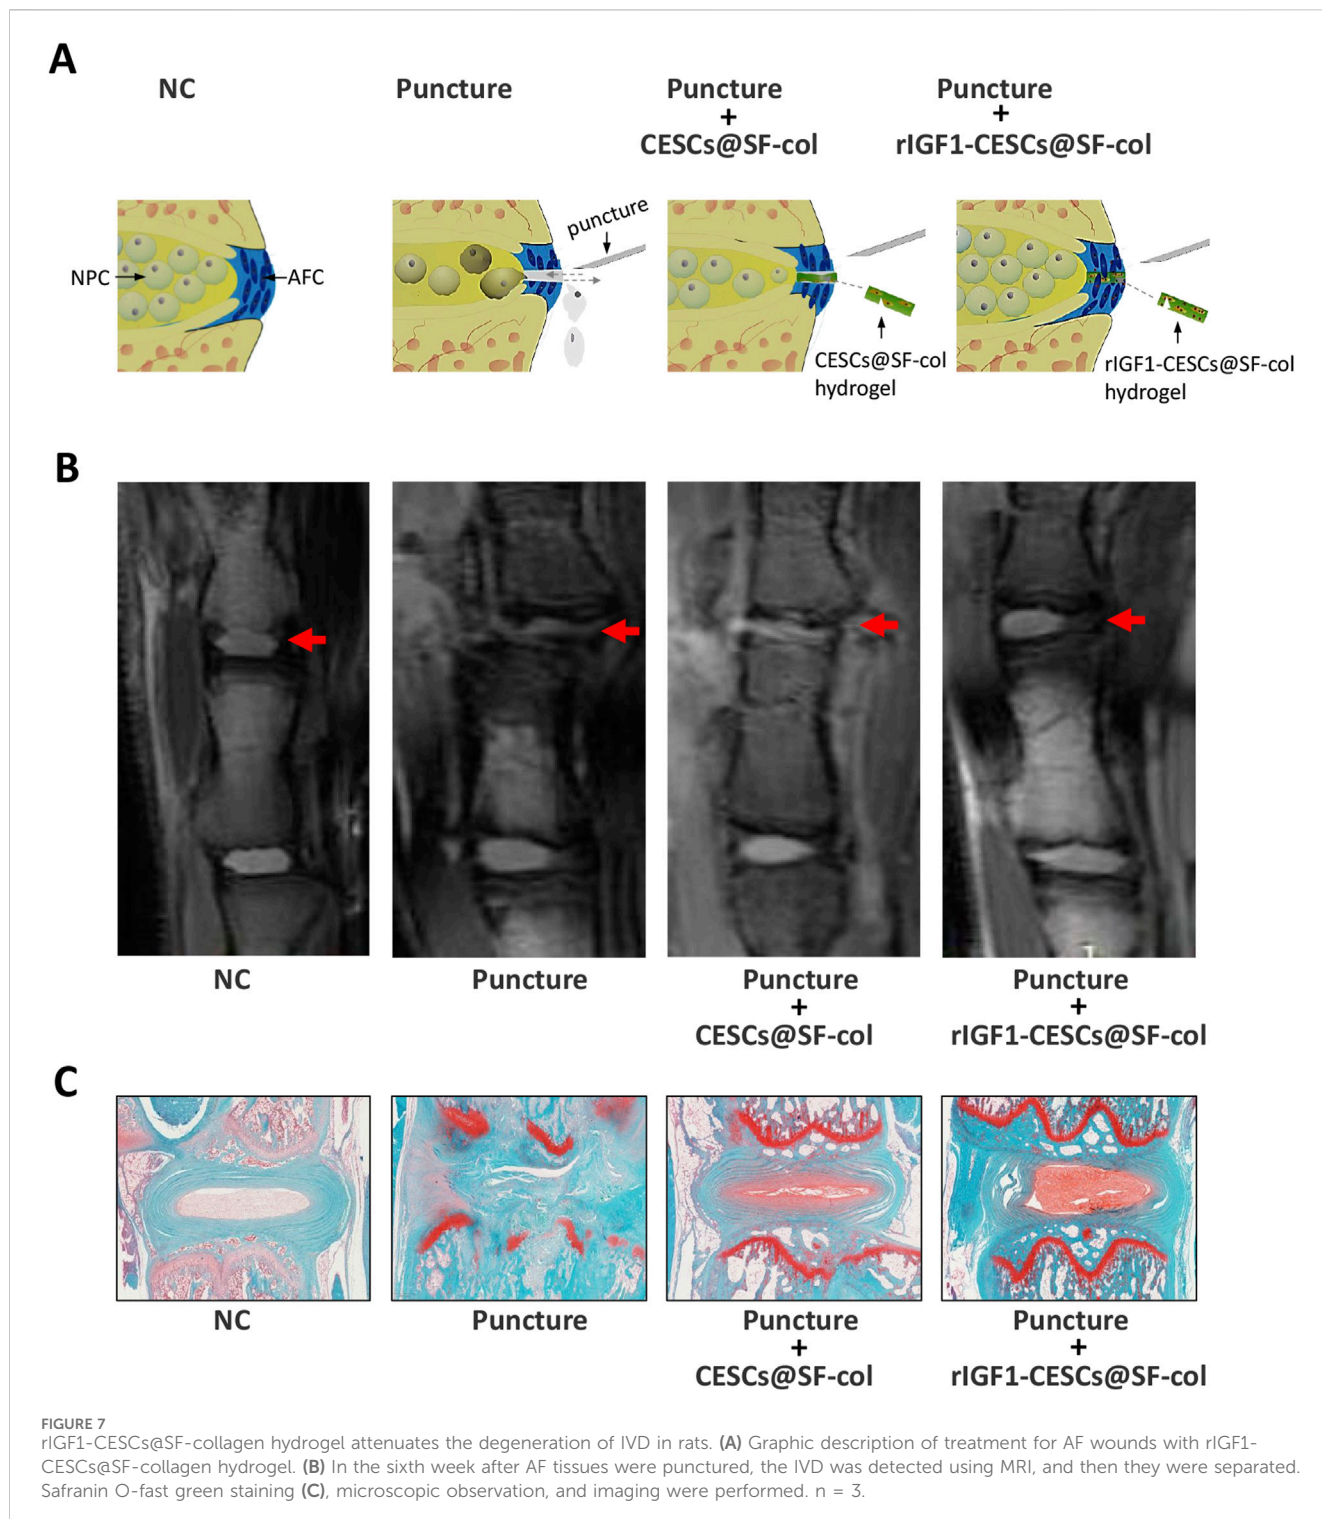 A
NC
Puncture
Puncture
+
CESCs@SF-col
Puncture
+
rIGF1-CESCs@SF-col
NPC
AFC
puncture
CESCs@SF-col
hydrogel
rIGF1-CESCs@SF-col
hydrogel
B
NC
Puncture
Puncture
+
CESCs@SF-col
Puncture
+
rIGF1-CESCs@SF-col
C
NC
Puncture
Puncture
+
CESCs@SF-col
Puncture
+
rIGF1-CESCs@SF-col
FIGURE 7
rIGF1-CESCs@SF-collagen hydrogel attenuates the degeneration of IVD in rats. (A) Graphic description of treatment for AF wounds with rIGF1-
CESCs@SF-collagen hydrogel. (B) In the sixth week after AF tissues were punctured, the IVD was detected using MRI, and then they were separated.
Safranin O-fast green staining (C), microscopic observation, and imaging were performed. n = 3.